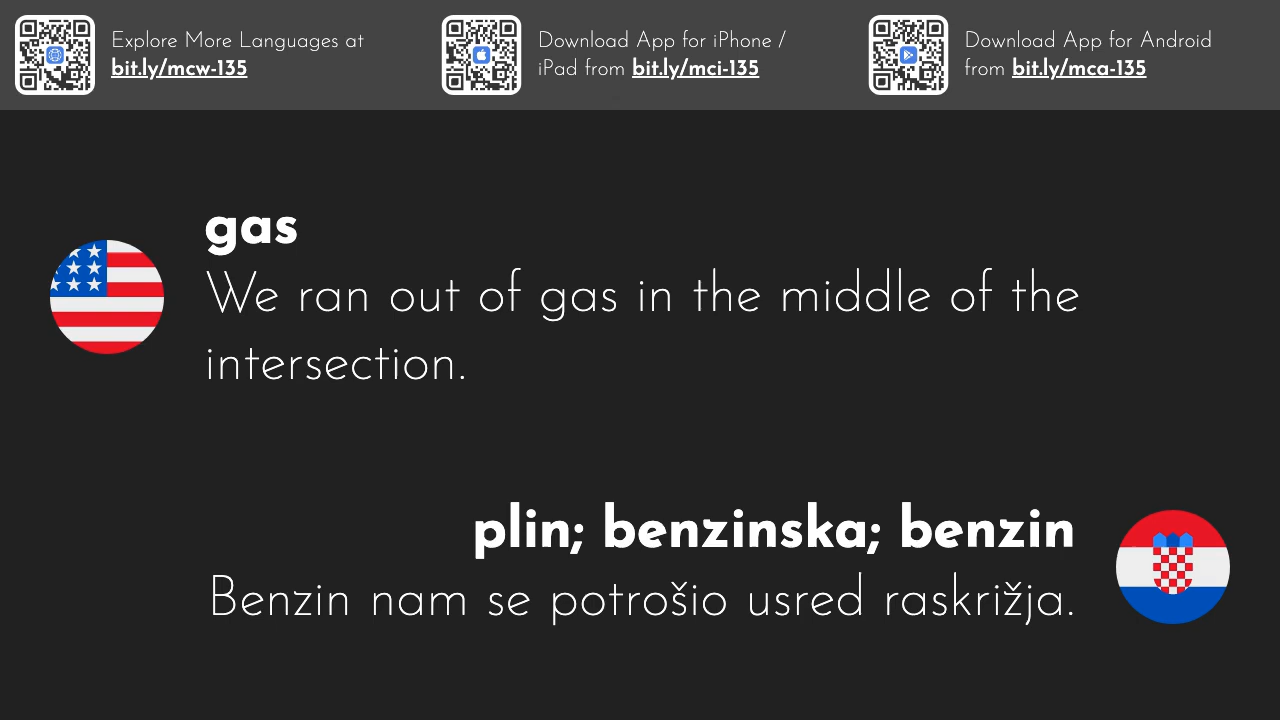 Explore More Languages at
bit.ly/mcw-135
Download App for iPhone /
iPad from bit.ly/mci-135
Download App for Android
from bit.ly/mca-135
gas
We ran out of gas in the middle of the
intersection.
plin; benzinska; benzin
Benzin nam se potrošio usred raskrižja.